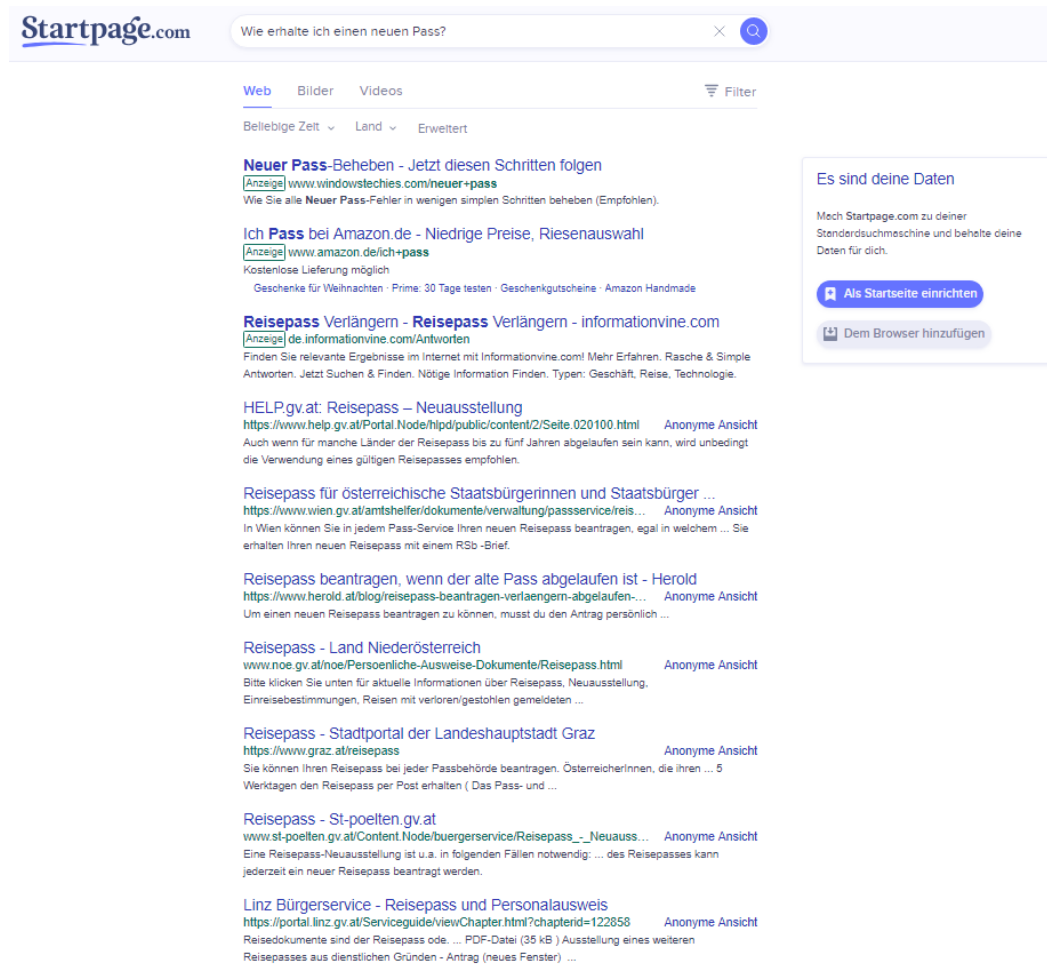 Startpage.com
Wie erhalte ich einen neuen Pass?
Web Bilder Videos Filter
Beliebige Zeit Land Erweitert
Neuer Pass-Beheben - Jetzt diesen Schritten folgen
Anzeige www.windowstechies.com/neuer+pass
Wie Sie alle Neuer Pass-Fehler in wenigen simplen Schritten beheben (Empfohlen).
Ich Pass bei Amazon.de - Niedrige Preise, Riesenauswahl
Anzeige www.amazon.de/ich+pass
Kostenlose Lieferung möglich
Geschenke für Weihnachten · Prime: 30 Tage testen · Geschenkgutscheine · Amazon Handmade
Reisepass Verlängern - Reisepass Verlängern - informationvine.com
Anzeige de.informationvine.com/Antworten
Finden Sie relevante Ergebnisse im Internet mit Informationvine.com! Mehr Erfahren. Rasche & Simple
Antworten. Jetzt Suchen & Finden. Nötige Information Finden. Typen: Geschäft, Reise, Technologie.
HELP.gv.at: Reisepass – Neuausstellung
https://www.help.gv.at/Portal.Node/hlpd/public/content/2/Seite.020100.html Anonyme Ansicht
Auch wenn für manche Länder der Reisepass bis zu fünf Jahren abgelaufen sein kann, wird unbedingt
die Verwendung eines gültigen Reisepasses empfohlen.
Reisepass für österreichische Staatsbürgerinnen und Staatsbürger ...
https://www.wien.gv.at/amtshelfer/dokumente/verwaltung/passservice/reis... Anonyme Ansicht
In Wien können Sie in jedem Pass-Service Ihren neuen Reisepass beantragen, egal in welchem ... Sie
erhalten Ihren neuen Reisepass mit einem RSb -Brief.
Reisepass beantragen, wenn der alte Pass abgelaufen ist - Herold
https://www.herold.at/blog/reisepass-beantragen-verlaengern-abgelaufen-... Anonyme Ansicht
Um einen neuen Reisepass beantragen zu können, musst du den Antrag persönlich ...
Reisepass - Land Niederösterreich
www.noe.gv.at/noe/Persoenliche-Ausweise-Dokumente/Reisepass.html Anonyme Ansicht
Bitte klicken Sie unten für aktuelle Informationen über Reisepass, Neuausstellung,
Einreisebestimmungen, Reisen mit verloren/gestohlen gemeldeten ...
Reisepass - Stadtportal der Landeshauptstadt Graz
https://www.graz.at/reisepass Anonyme Ansicht
Sie können Ihren Reisepass bei jeder Passbehörde beantragen. ÖsterreicherInnen, die ihren ... 5
Werktagen den Reisepass per Post erhalten ( Das Pass- und ...
Reisepass - St-poelten.gv.at
www.st-poelten.gv.at/Content.Node/buergerservice/Reisepass_-_Neuauss... Anonyme Ansicht
Eine Reisepass-Neuausstellung ist u.a. in folgenden Fällen notwendig: ... des Reisepasses kann
jederzeit ein neuer Reisepass beantragt werden.
Linz Bürgerservice - Reisepass und Personalausweis
https://portal.linz.gv.at/Serviceguide/viewChapter.html?chapterid=122858 Anonyme Ansicht
Reisedokumente sind der Reisepass ode. ... PDF-Datei (35 kB ) Ausstellung eines weiteren
Reisepasses aus dienstlichen Gründen - Antrag (neues Fenster) ...
Es sind deine Daten
Mach Startpage.com zu deiner
Standardsuchmaschine und behalte deine
Daten für dich.
Als Startseite einrichten
Dem Browser hinzufügen